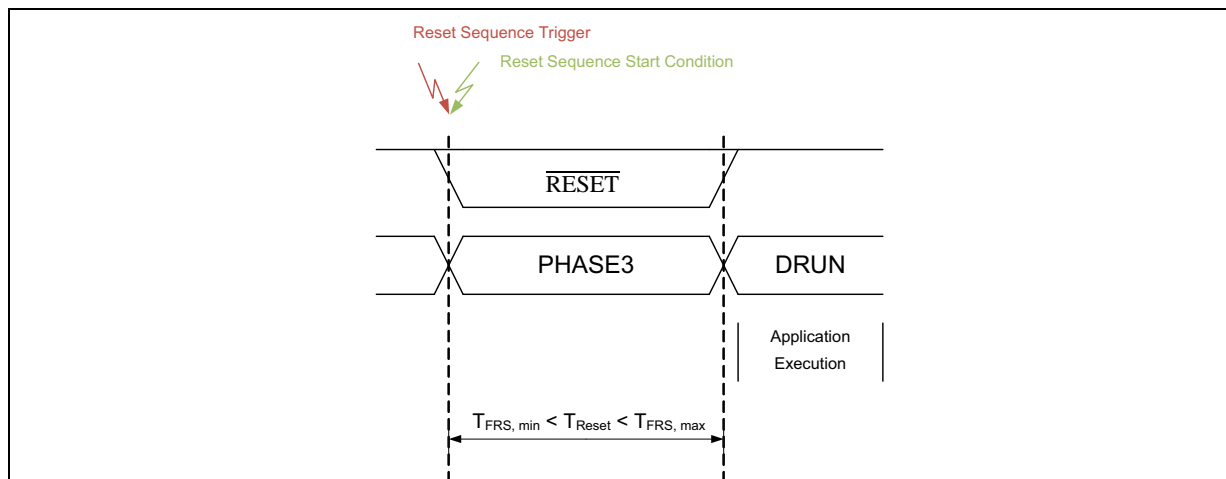 Reset Sequence Trigger
Reset Sequence Start Condition
RESET
PHASE3
DRUN
Application
Execution
TFRS, min < TReset < TFRS, max